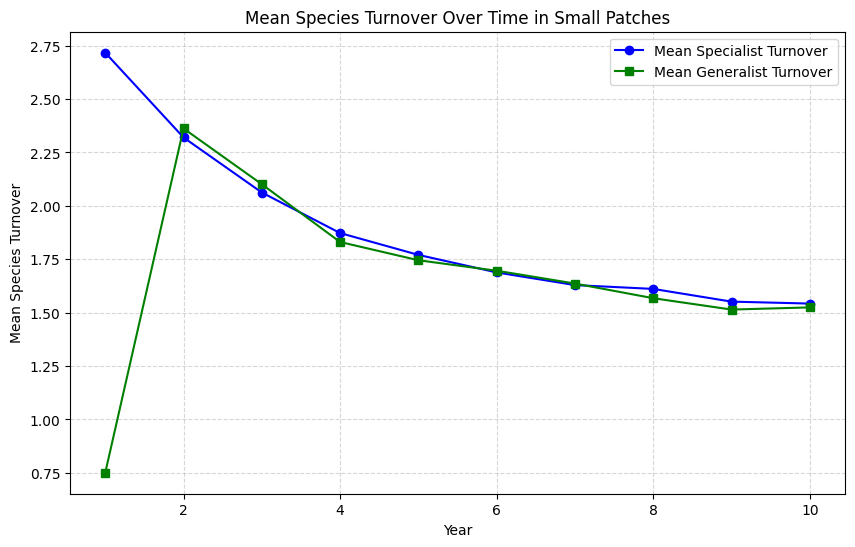 Mean Species Turnover Over Time in Small Patches
Mean Specialist Turnover
Mean Generalist Turnover
Mean Species Turnover
2.75
2.50
2.25
2.00
1.75
1.50
1.25
1.00
0.75
2 4 6 8 10
Year